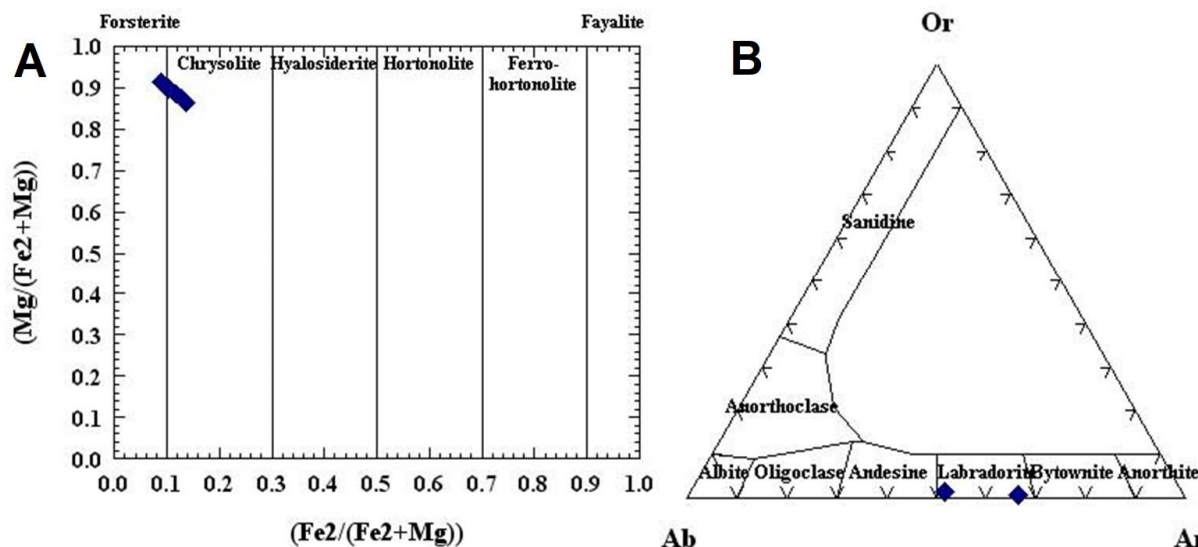 A
Forsterite
Fayalite
Chrysolite
Hyalosiderite
Hortonolite
Ferro-
hortonolite
1.0
0.9
0.8
0.7
0.6
0.5
0.4
0.3
0.2
0.1
0.0
(Mg/(Fe2+Mg))
0.0 0.1 0.2 0.3 0.4 0.5 0.6 0.7 0.8 0.9 1.0
(Fe2/(Fe2+Mg))
B
Or
Sanidine
Anorthoclase
Albite Oligoclase Andesine Labradorite Bytownite Anorthite
Ab
An